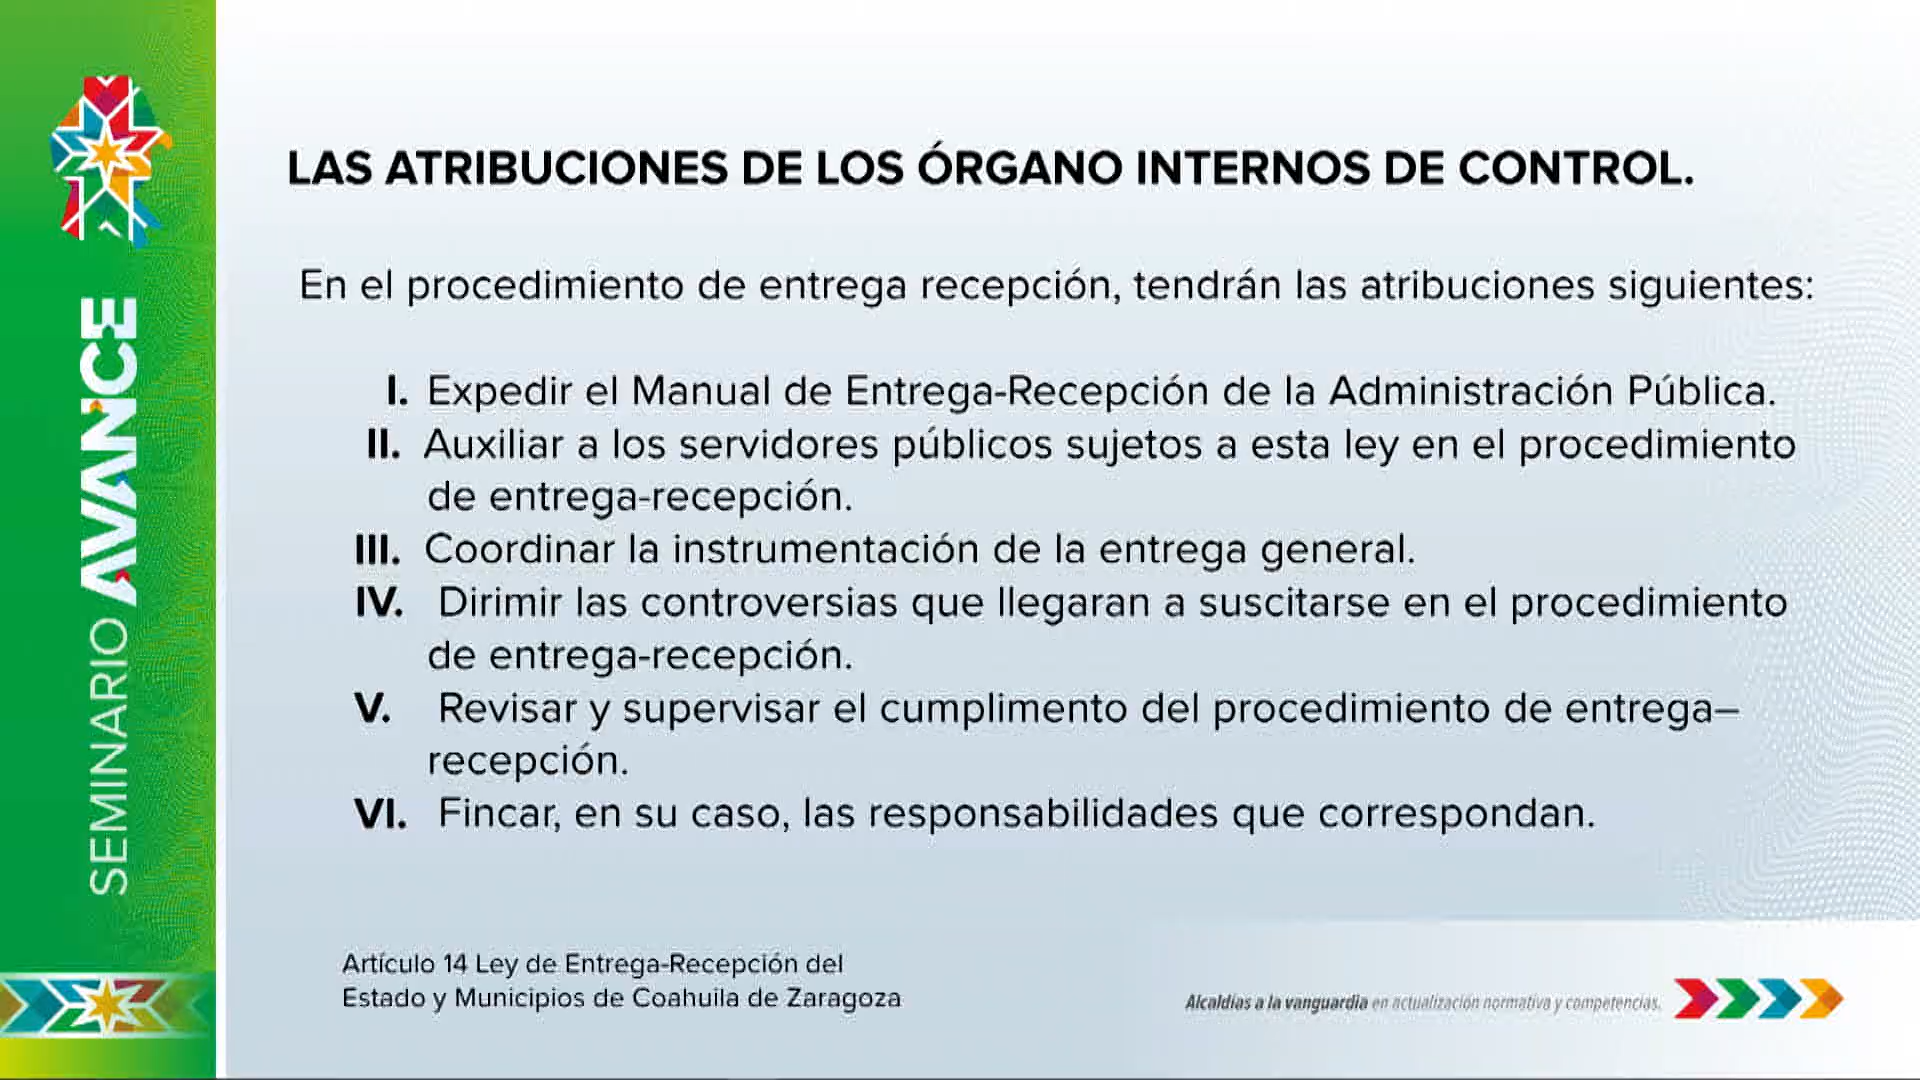 SEMINARIO AVANCE
LAS ATRIBUCIONES DE LOS ÓRGANO INTERNOS DE CONTROL.
En el procedimiento de entrega recepción, tendrán las atribuciones siguientes:
I. Expedir el Manual de Entrega-Recepción de la Administración Pública.
II. Auxiliar a los servidores públicos sujetos a esta ley en el procedimiento
de entrega-recepción.
III. Coordinar la instrumentación de la entrega general.
IV. Dirimir las controversias que llegaran a suscitarse en el procedimiento
de entrega-recepción.
V. Revisar y supervisar el cumplimento del procedimiento de entrega–
recepción.
VI. Fincar, en su caso, las responsabilidades que correspondan.
Artículo 14 Ley de Entrega-Recepción del
Estado y Municipios de Coahuila de Zaragoza
Alcaldías a la vanguardia en actualización normativa y competencias.